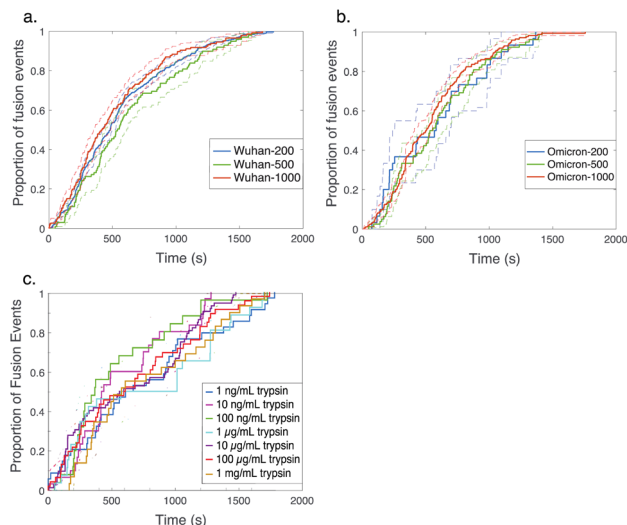 a.
Proportion of fusion events
1
0.8
0.6
0.4
0.2
0
Wuhan-200
Wuhan-500
Wuhan-1000
0 500 1000 1500 2000
Time (s)
b.
Proportion of fusion events
1
0.8
0.6
0.4
0.2
0
Omicron-200
Omicron-500
Omicron-1000
0 500 1000 1500 2000
Time (s)
c.
Proportion of Fusion Events
1
0.8
0.6
0.4
0.2
0
1 ng/mL trypsin
10 ng/mL trypsin
100 ng/mL trypsin
1 µg/mL trypsin
10 µg/mL trypsin
100 µg/mL trypsin
1 mg/mL trypsin
0 500 1000 1500 2000
Time (s)